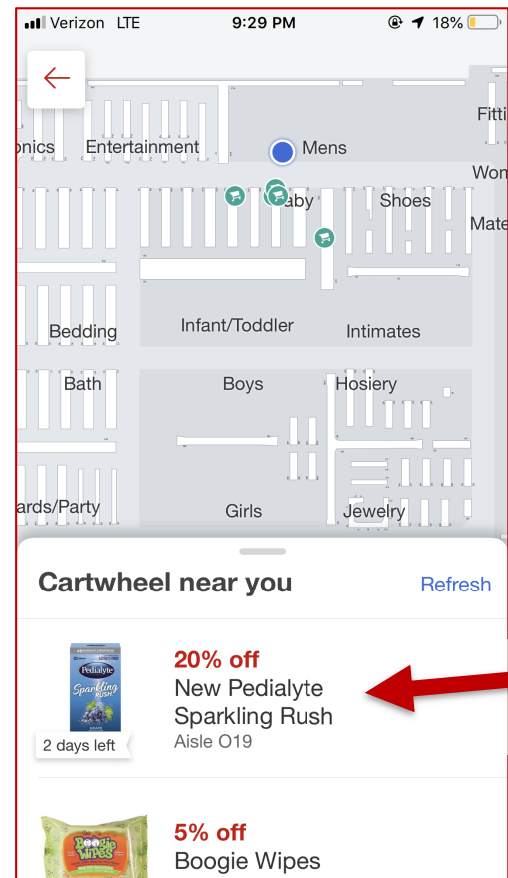 Verizon LTE 9:29 PM 18%
Fitti
onics Entertainment Mens
Wom
aby Shoes
Mate
Bedding Infant/Toddler Intimates
Bath Boys Hosiery
ards/Party Girls Jewelry
Cartwheel near you Refresh
20% off
New Pedialyte
Sparkling Rush
Aisle O19
Pedialyte
Sparkling
RUSH
GRAPE
2 days left
5% off
Boogie Wipes
Boogie
Wipes